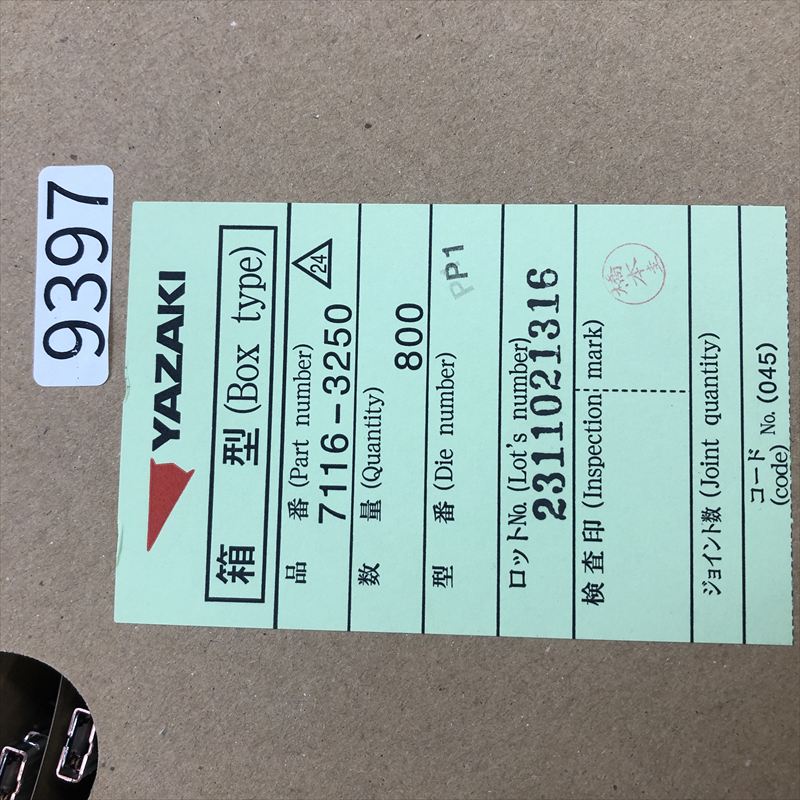 9397
YAZAKI
箱 型 (Box type)
品 番 (Part number)
7116-3250 24
数 量 (Quantity)
800
型 番 (Die number)
PP1
ロットNo. (Lot's number)
2311021316
検査印 (Inspection mark)
ジョイント数 (Joint quantity)
コード No. (045)
(code)